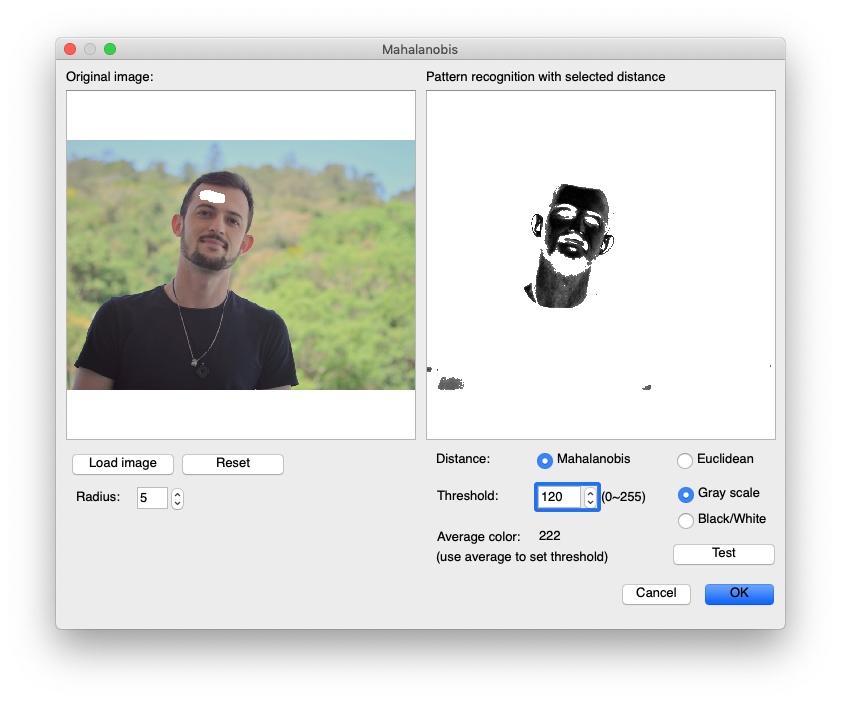 Mahalanobis
Original image:
Pattern recognition with selected distance
Load image
Reset
Radius:
5
Distance:
Mahalanobis
Euclidean
Threshold:
120
(0~255)
Gray scale
Black/White
Average color:
222
(use average to set threshold)
Test
Cancel
OK